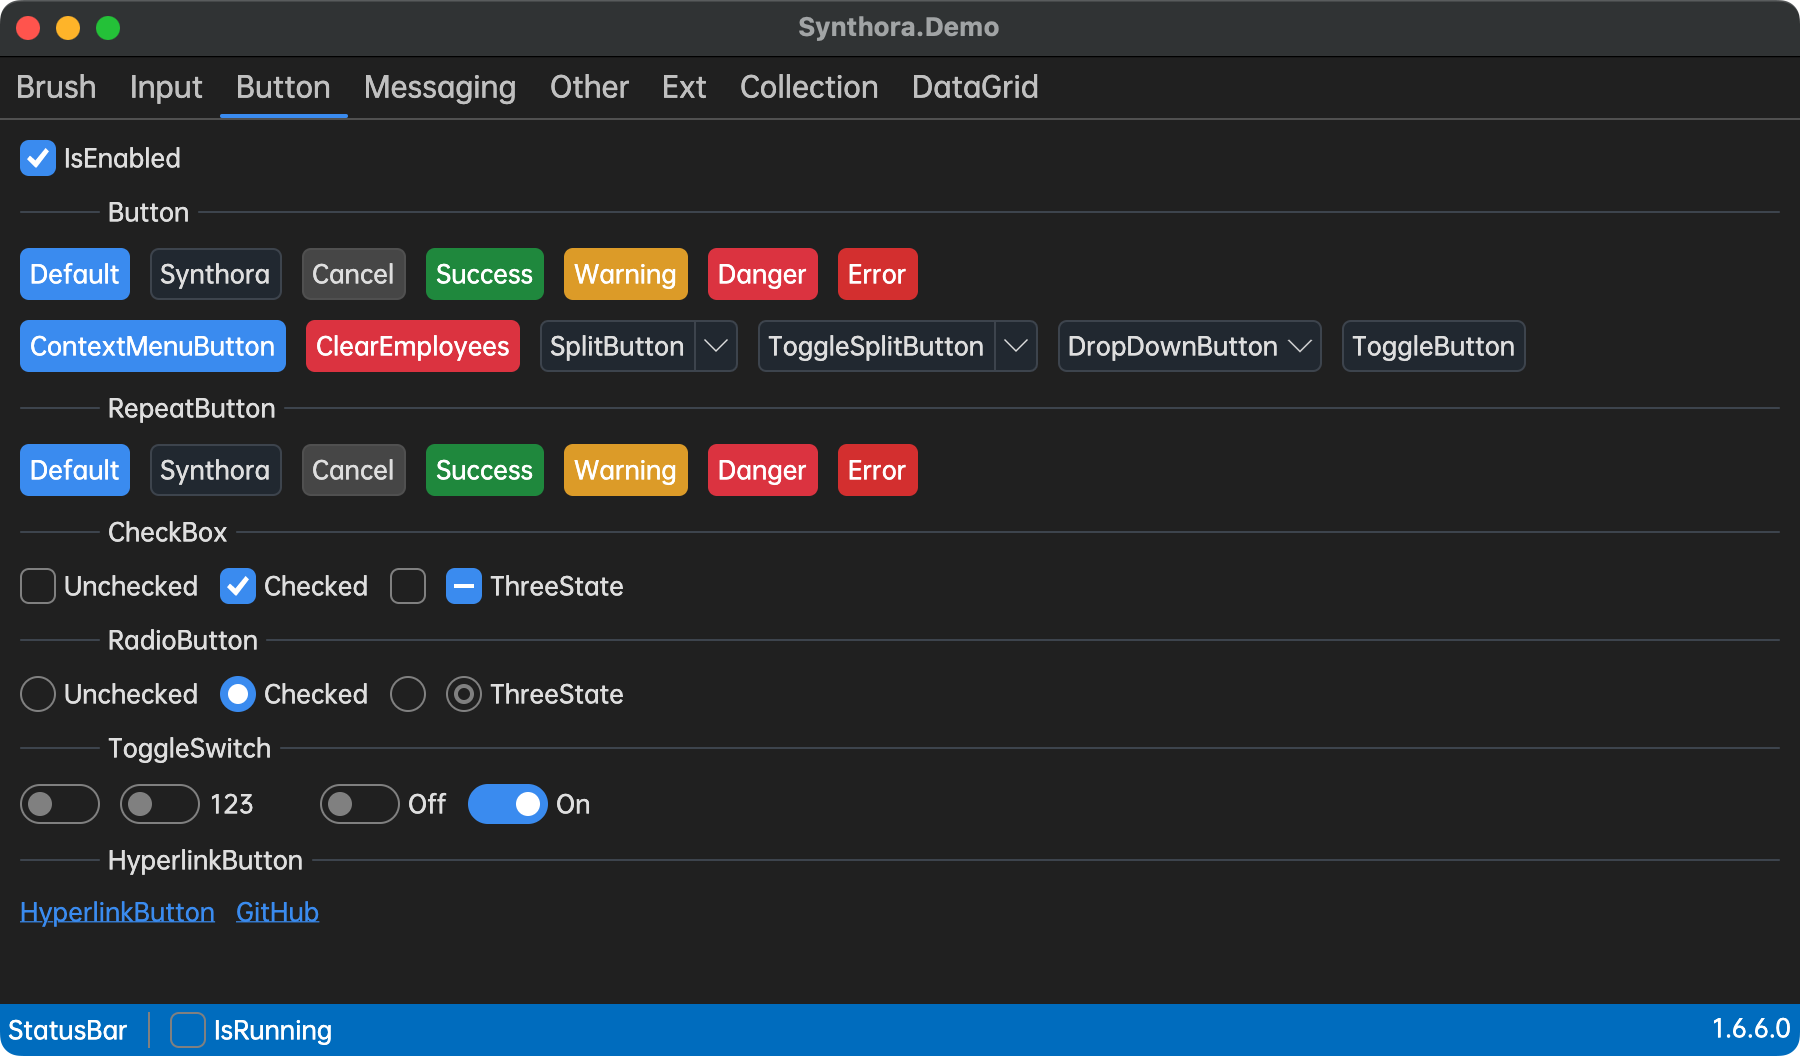 Synthora.Demo
Brush Input Button Messaging Other Ext Collection DataGrid
IsEnabled
Button
Default Synthora Cancel Success Warning Danger Error
ContextMenuButton ClearEmployees SplitButton ToggleSplitButton DropDownButton ToggleButton
RepeatButton
Default Synthora Cancel Success Warning Danger Error
CheckBox
Unchecked Checked ThreeState
RadioButton
Unchecked Checked ThreeState
ToggleSwitch
123 Off On
HyperlinkButton
HyperlinkButton GitHub
StatusBar IsRunning 1.6.6.0